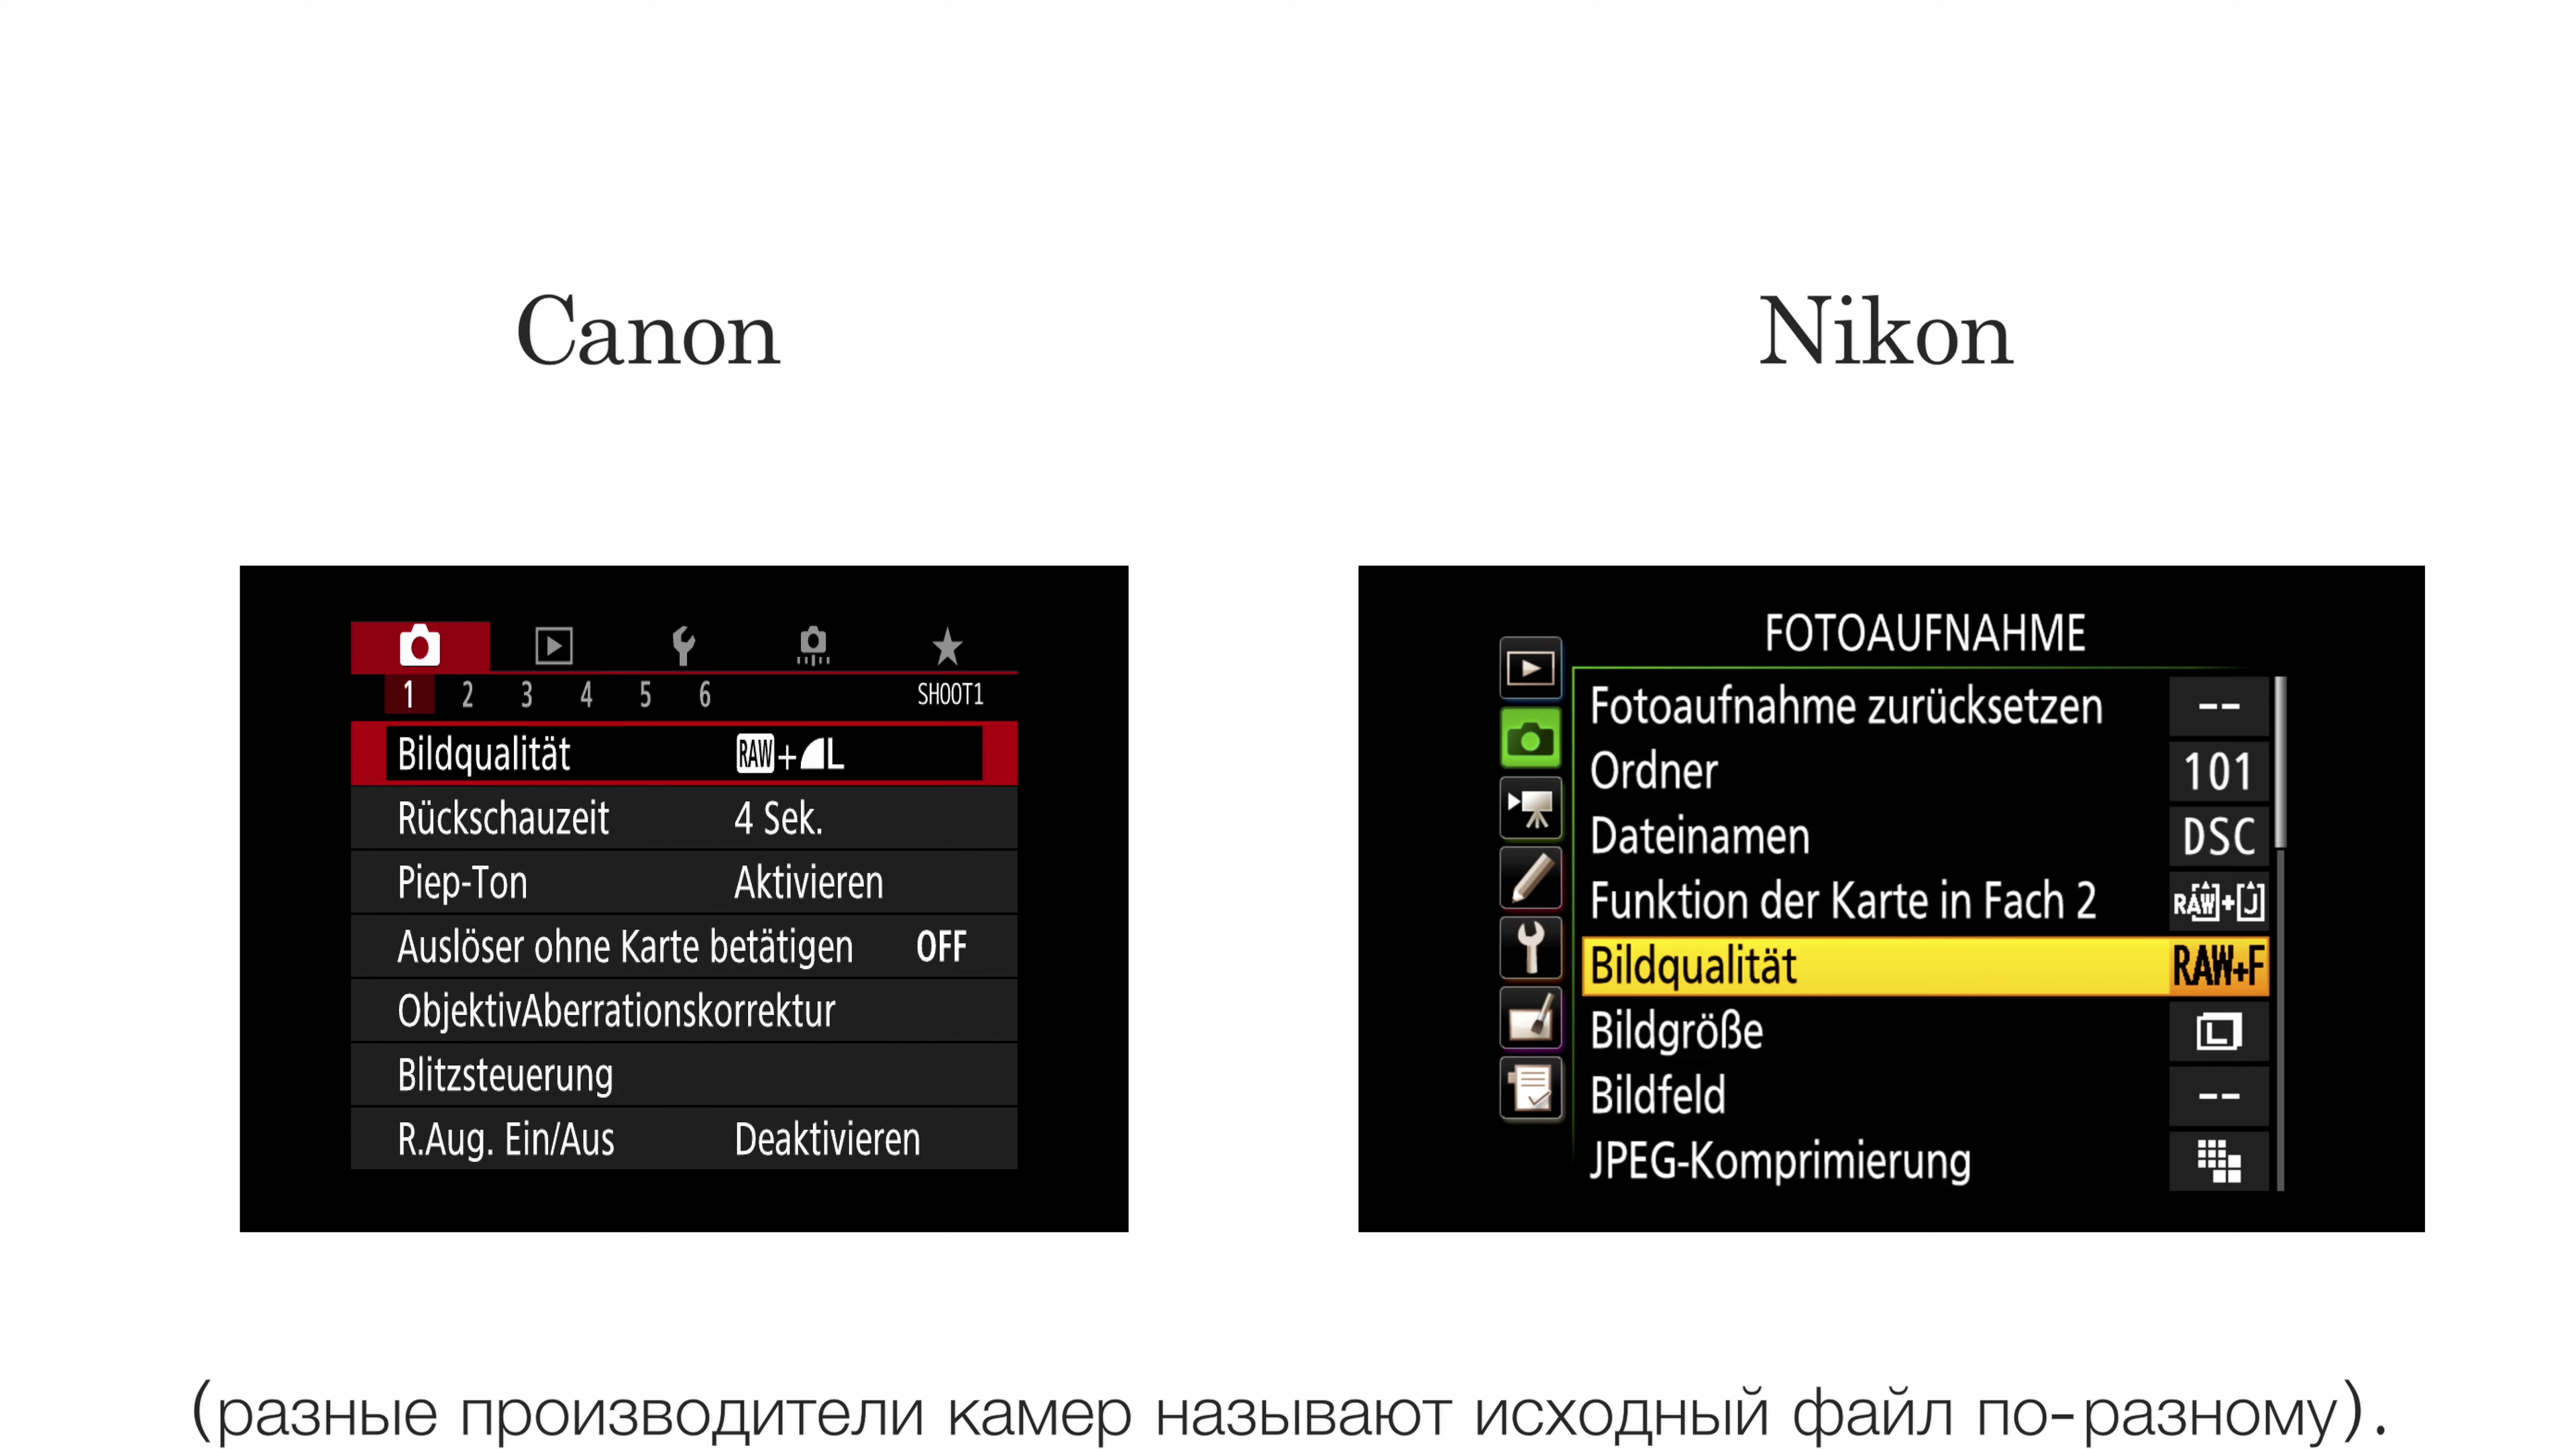 Canon
Nikon
1 2 3 4 5 6 SHOOT1
Bildqualität RAW+L
Rückschauzeit 4 Sek.
Piep-Ton Aktivieren
Auslöser ohne Karte betätigen OFF
ObjektivAberrationskorrektur
Blitzsteuerung
R.Aug. Ein/Aus Deaktivieren
FOTOAUFNAHME
Fotoaufnahme zurücksetzen --
Ordner 101
Dateinamen DSC
Funktion der Karte in Fach 2 RAW+J
Bildqualität RAW+F
Bildgröße L
Bildfeld --
JPEG-Komprimierung
(разные производители камер называют исходный файл по-разному).